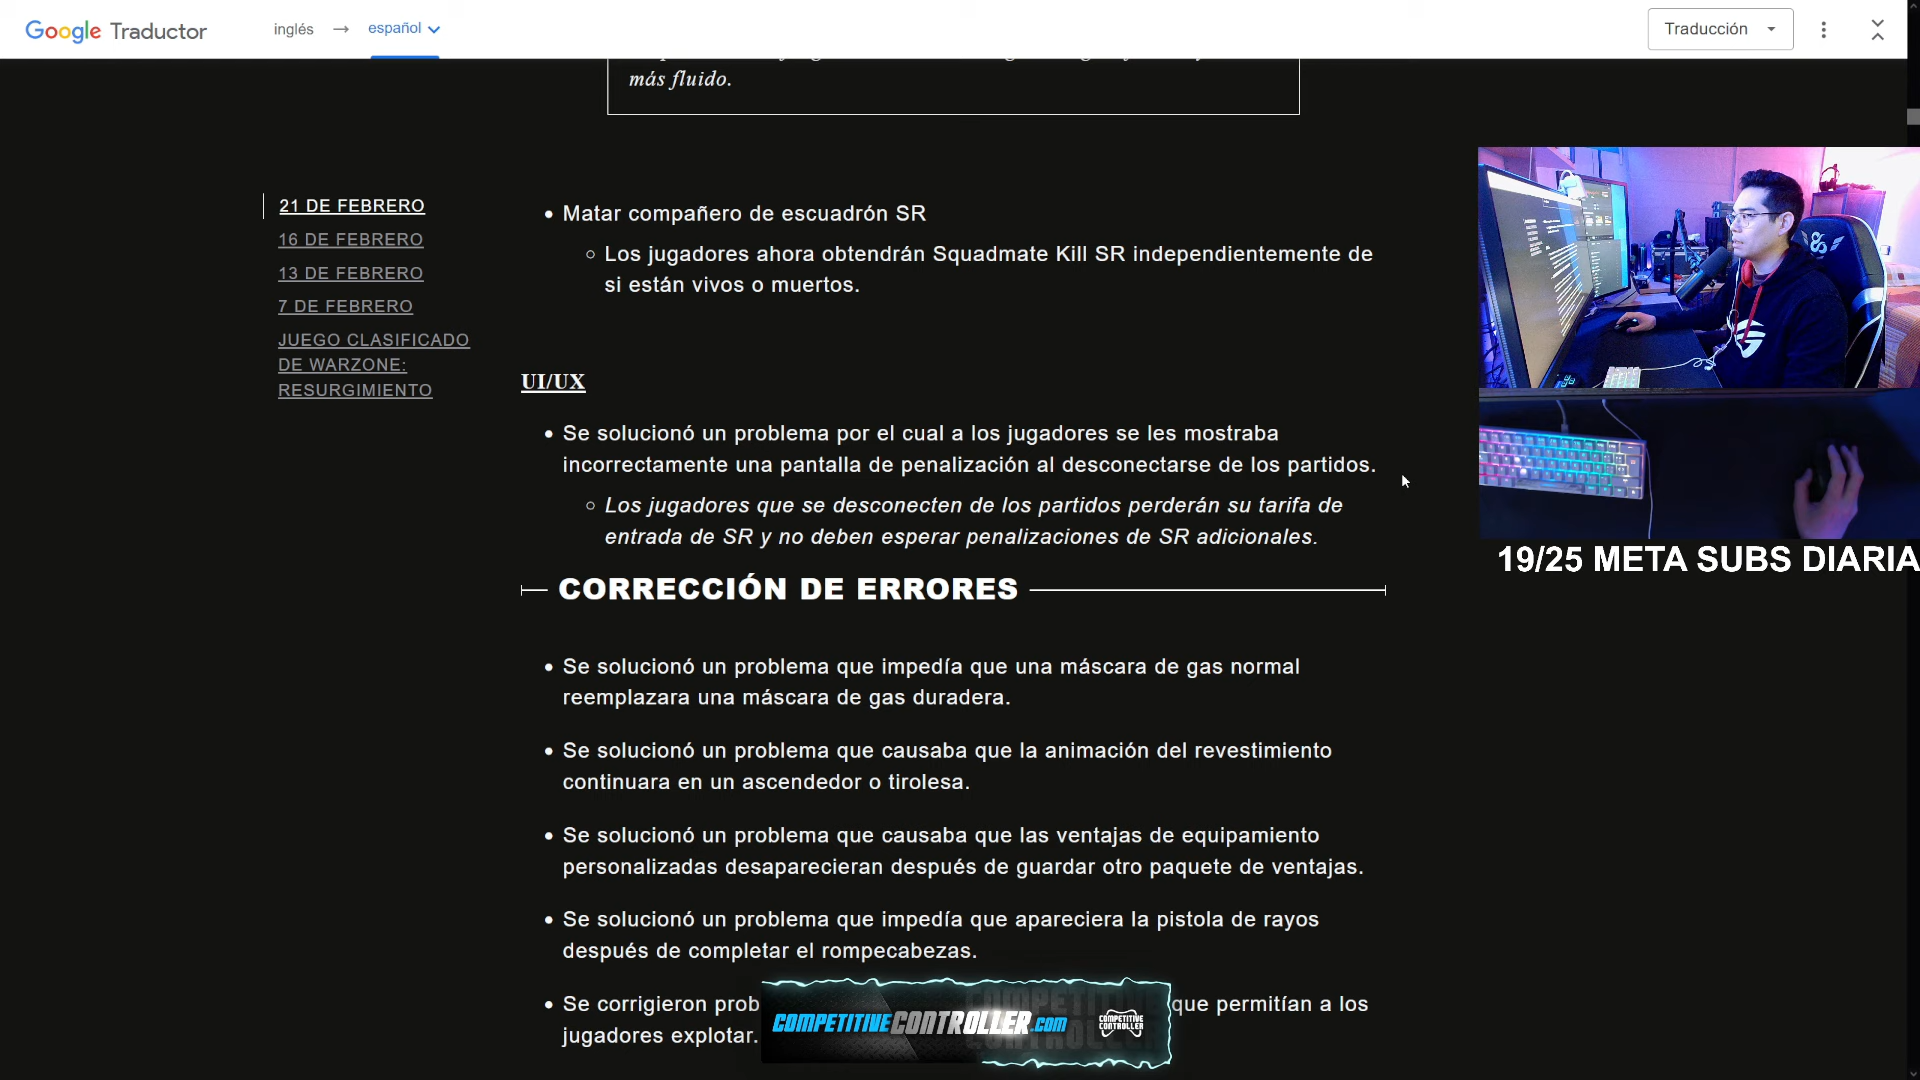 Google Traductor
inglés → español
Traducción
más fluido.
21 DE FEBRERO
16 DE FEBRERO
13 DE FEBRERO
7 DE FEBRERO
JUEGO CLASIFICADO
DE WARZONE:
RESURGIMIENTO
• Matar compañero de escuadrón SR
○ Los jugadores ahora obtendrán Squadmate Kill SR independientemente de
si están vivos o muertos.
UI/UX
• Se solucionó un problema por el cual a los jugadores se les mostraba
incorrectamente una pantalla de penalización al desconectarse de los partidos.
○ Los jugadores que se desconecten de los partidos perderán su tarifa de
entrada de SR y no deben esperar penalizaciones de SR adicionales.
CORRECCIÓN DE ERRORES
• Se solucionó un problema que impedía que una máscara de gas normal
reemplazara una máscara de gas duradera.
• Se solucionó un problema que causaba que la animación del revestimiento
continuara en un ascendedor o tirolesa.
• Se solucionó un problema que causaba que las ventajas de equipamiento
personalizadas desaparecieran después de guardar otro paquete de ventajas.
• Se solucionó un problema que impedía que apareciera la pistola de rayos
después de completar el rompecabezas.
• Se corrigieron prob que permitían a los
jugadores explotar.
COMPETITIVECONTROLLER.COM
COMPETITIVE
CONTROLLER
19/25 META SUBS DIARIA